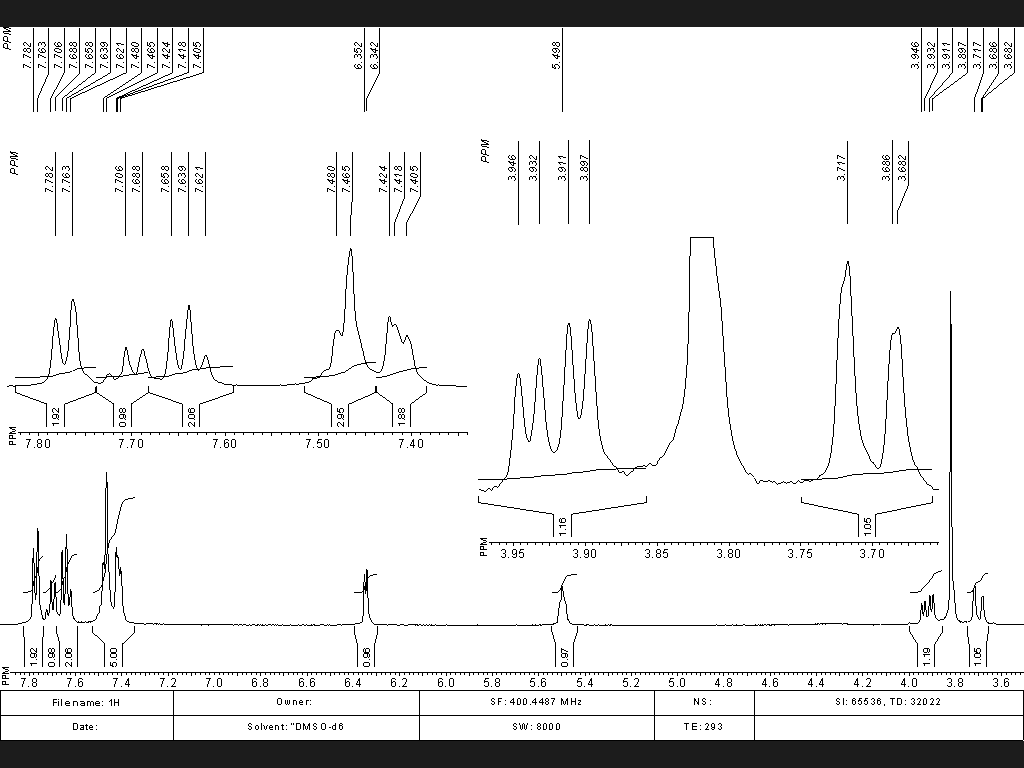 PPM 7.782 7.763 7.706 7.688 7.658 7.639 7.621 7.480 7.465 7.424 7.418 7.405 6.352 6.342 5.498 3.946 3.932 3.911 3.897 3.717 3.686 3.682
PPM 7.782 7.763 7.706 7.688 7.658 7.639 7.621 7.480 7.465 7.424 7.418 7.405
PPM 3.946 3.932 3.911 3.897 3.717 3.686 3.682
1.92 0.98 2.06 2.95 1.88
PPM 7.80 7.70 7.60 7.50 7.40
1.16 1.05
PPM 3.95 3.90 3.85 3.80 3.75 3.70
1.92 0.98 2.06 5.00 0.96 0.97 1.19 1.05
PPM 7.8 7.6 7.4 7.2 7.0 6.8 6.6 6.4 6.2 6.0 5.8 5.6 5.4 5.2 5.0 4.8 4.6 4.4 4.2 4.0 3.8 3.6
Filename: 1H Owner: SF: 400.4487 MHz NS: SI: 65536, TD: 32022
Date: Solvent: "DMSO-d6 SW: 8000 TE: 293